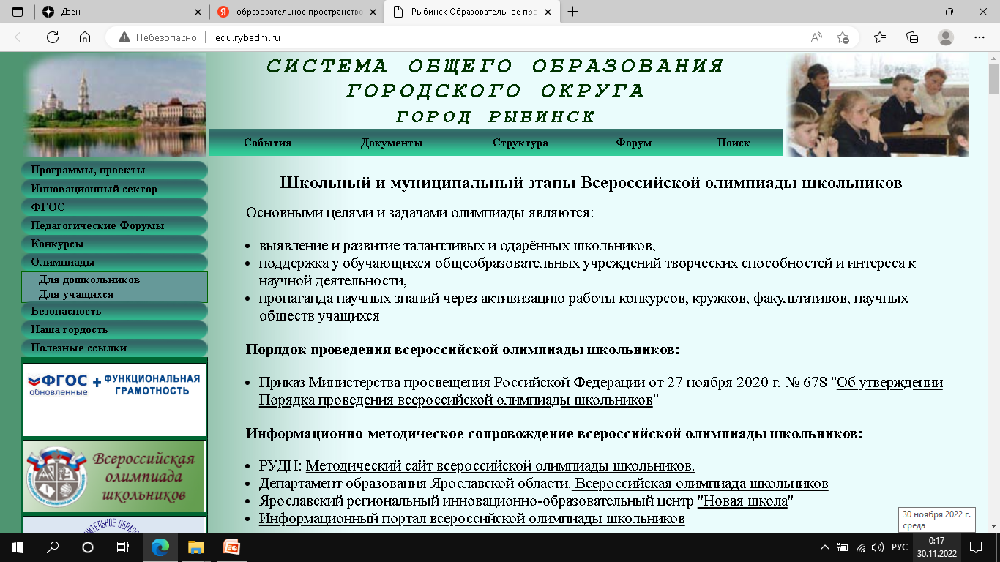 Дзен
образовательное пространство
Рыбинск Образовательное про
Небезопасно
edu.rybadm.ru
СИСТЕМА ОБЩЕГО ОБРАЗОВАНИЯ
ГОРОДСКОГО ОКРУГА
ГОРОД РЫБИНСК
События Документы Структура Форум Поиск
Программы, проекты
Инновационный сектор
ФГОС
Педагогические Форумы
Конкурсы
Олимпиады
Для дошкольников
Для учащихся
Безопасность
Наша гордость
Полезные ссылки
ФГОС + ФУНКЦИОНАЛЬНАЯ
обновленные ГРАМОТНОСТЬ
Всероссийская
олимпиада
школьников
Школьный и муниципальный этапы Всероссийской олимпиады школьников
Основными целями и задачами олимпиады являются:
• выявление и развитие талантливых и одарённых школьников,
• поддержка у обучающихся общеобразовательных учреждений творческих способностей и интереса к
научной деятельности,
• пропаганда научных знаний через активизацию работы конкурсов, кружков, факультативов, научных
обществ учащихся
Порядок проведения всероссийской олимпиады школьников:
• Приказ Министерства просвещения Российской Федерации от 27 ноября 2020 г. № 678 "Об утверждении
Порядка проведения всероссийской олимпиады школьников"
Информационно-методическое сопровождение всероссийской олимпиады школьников:
• РУДН: Методический сайт всероссийской олимпиады школьников.
• Департамент образования Ярославской области. Всероссийская олимпиада школьников
• Ярославский региональный инновационно-образовательный центр "Новая школа"
• Информационный портал всероссийской олимпиады школьников
30 ноября 2022 г.
среда
РУС
0:17
30.11.2022